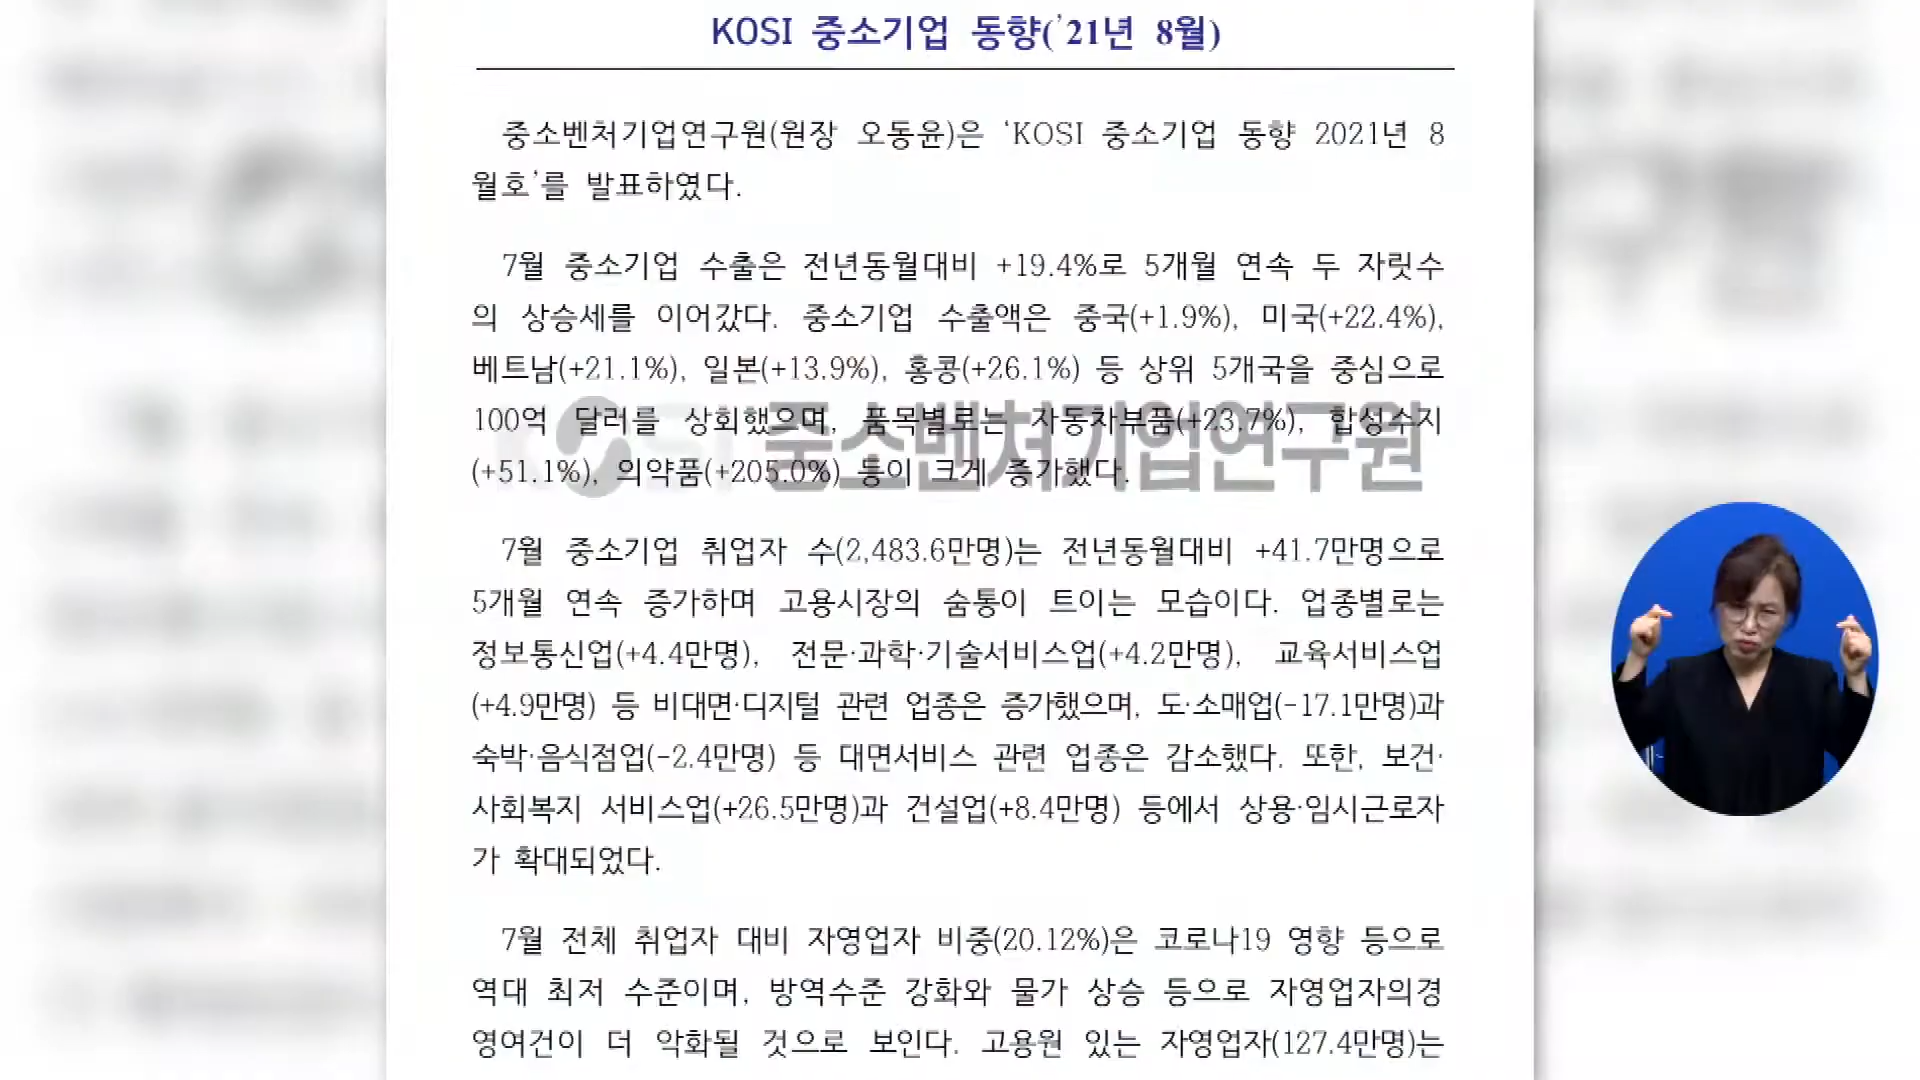 KOSI 중소기업 동향('21년 8월)
중소벤처기업연구원(원장 오동윤)은 'KOSI 중소기업 동향 2021년 8
월호'를 발표하였다.
7월 중소기업 수출은 전년동월대비 +19.4%로 5개월 연속 두 자릿수
의 상승세를 이어갔다. 중소기업 수출액은 중국(+1.9%), 미국(+22.4%),
베트남(+21.1%), 일본(+13.9%), 홍콩(+26.1%) 등 상위 5개국을 중심으로
100억 달러를 상회했으며, 품목별로는 자동차부품(+23.7%), 합성수지
KOSI 중소벤처기업연구원
(+51.1%), 의약품(+205.0%) 등이 크게 증가했다.
7월 중소기업 취업자 수(2,483.6만명)는 전년동월대비 +41.7만명으로
5개월 연속 증가하며 고용시장의 숨통이 트이는 모습이다. 업종별로는
정보통신업(+4.4만명), 전문·과학·기술서비스업(+4.2만명), 교육서비스업
(+4.9만명) 등 비대면·디지털 관련 업종은 증가했으며, 도·소매업(-17.1만명)과
숙박·음식점업(-2.4만명) 등 대면서비스 관련 업종은 감소했다. 또한, 보건·
사회복지 서비스업(+26.5만명)과 건설업(+8.4만명) 등에서 상용·임시근로자
가 확대되었다.
7월 전체 취업자 대비 자영업자 비중(20.12%)은 코로나19 영향 등으로
역대 최저 수준이며, 방역수준 강화와 물가 상승 등으로 자영업자의경
영여건이 더 악화될 것으로 보인다. 고용원 있는 자영업자(127.4만명)는